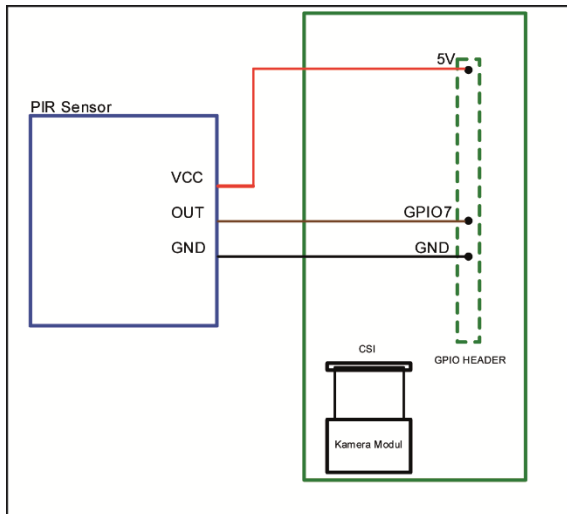 5V
PIR Sensor
VCC
OUT
GPIO7
GND
GND
CSI
GPIO HEADER
Kamera Modul